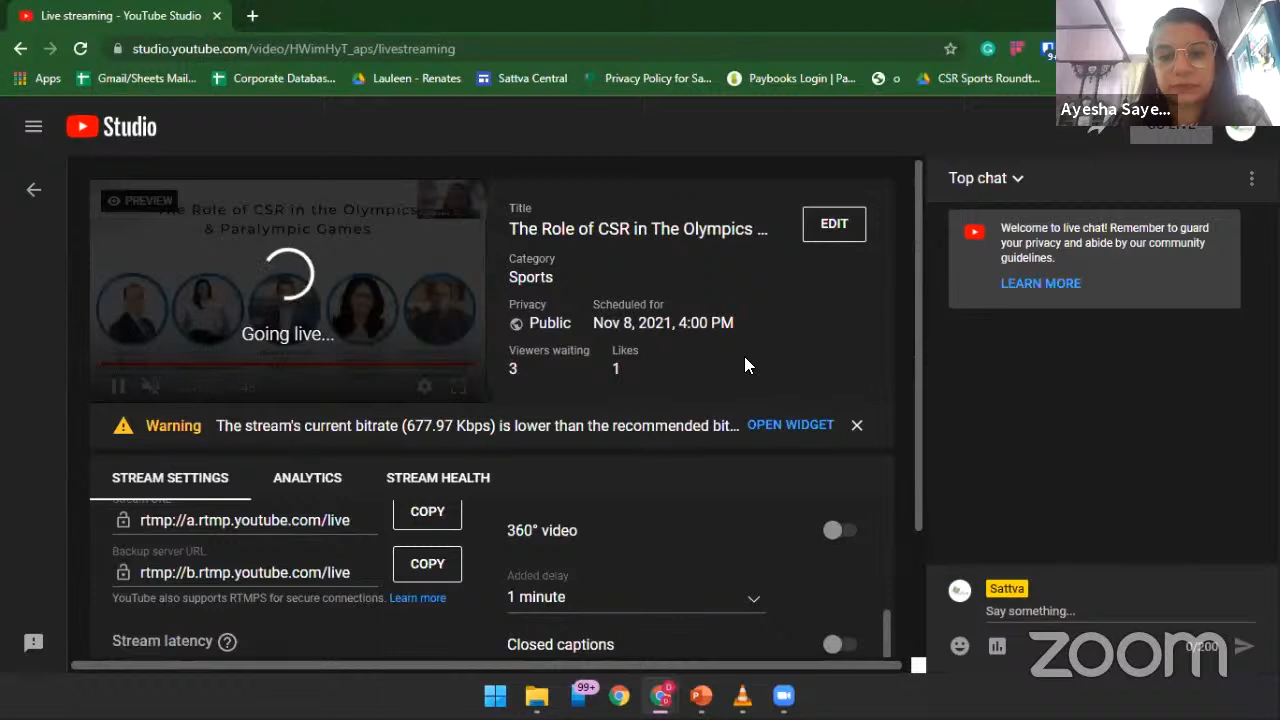 Live streaming - YouTube Studio
studio.youtube.com/video/HWimHyT_aps/livestreaming
Apps
Gmail/Sheets Mail...
Corporate Databas...
Lauleen - Renates
Sattva Central
Privacy Policy for Sa...
Paybooks Login | Pa...
o
CSR Sports Roundt...
9+
Ayesha Saye...
Studio
PREVIEW
The Role of CSR in the Olympics
& Paralympic Games
Going live...
Title
The Role of CSR in The Olympics ...
EDIT
Category
Sports
Privacy
Public
Scheduled for
Nov 8, 2021, 4:00 PM
Viewers waiting
3
Likes
1
Warning
The stream's current bitrate (677.97 Kbps) is lower than the recommended bit...
OPEN WIDGET
STREAM SETTINGS
ANALYTICS
STREAM HEALTH
rtmp://a.rtmp.youtube.com/live
COPY
Backup server URL
rtmp://b.rtmp.youtube.com/live
COPY
YouTube also supports RTMPS for secure connections. Learn more
Stream latency
360° video
Added delay
1 minute
Closed captions
Top chat
Welcome to live chat! Remember to guard
your privacy and abide by our community
guidelines.
LEARN MORE
Sattva
Say something...
0/200
zoom
99+